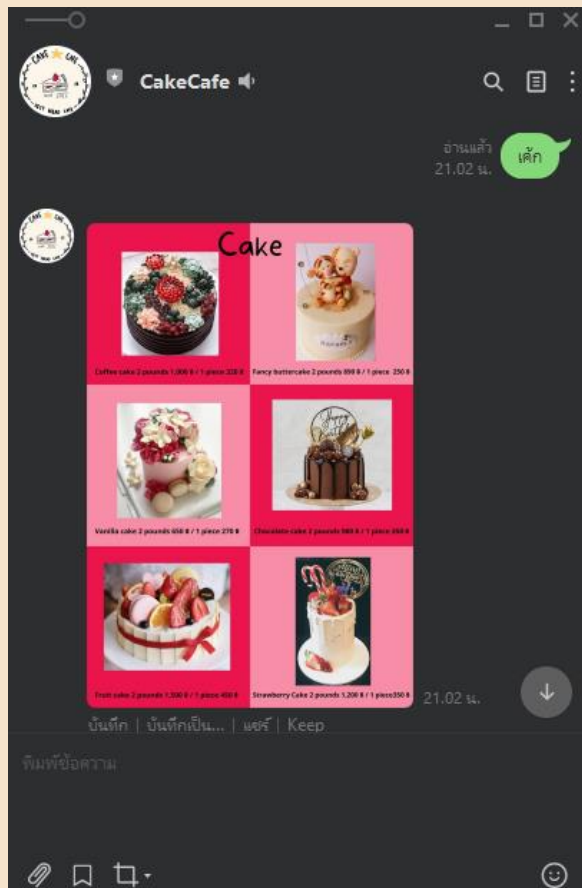 CakeCafe
อ่านแล้ว
21.02 น.
เค้ก
Cake
Coffee cake 2 pounds 1,000 ฿ / 1 piece 220 ฿
Fancy buttercake 2 pounds 890 ฿ / 1 piece 250 ฿
Vanilla cake 2 pounds 650 ฿ / 1 piece 270 ฿
Chocolate cake 2 pounds 980 ฿ / 1 piece
Fruit cake 2 pounds 1,500 ฿ / 1 piece 450 ฿
Strawberry Cake 2 pounds 1,200 ฿ / 1 piece350 ฿
21.02 น.
บันทึก | บันทึกเป็น... | แชร์ | Keep
พิมพ์ข้อความ